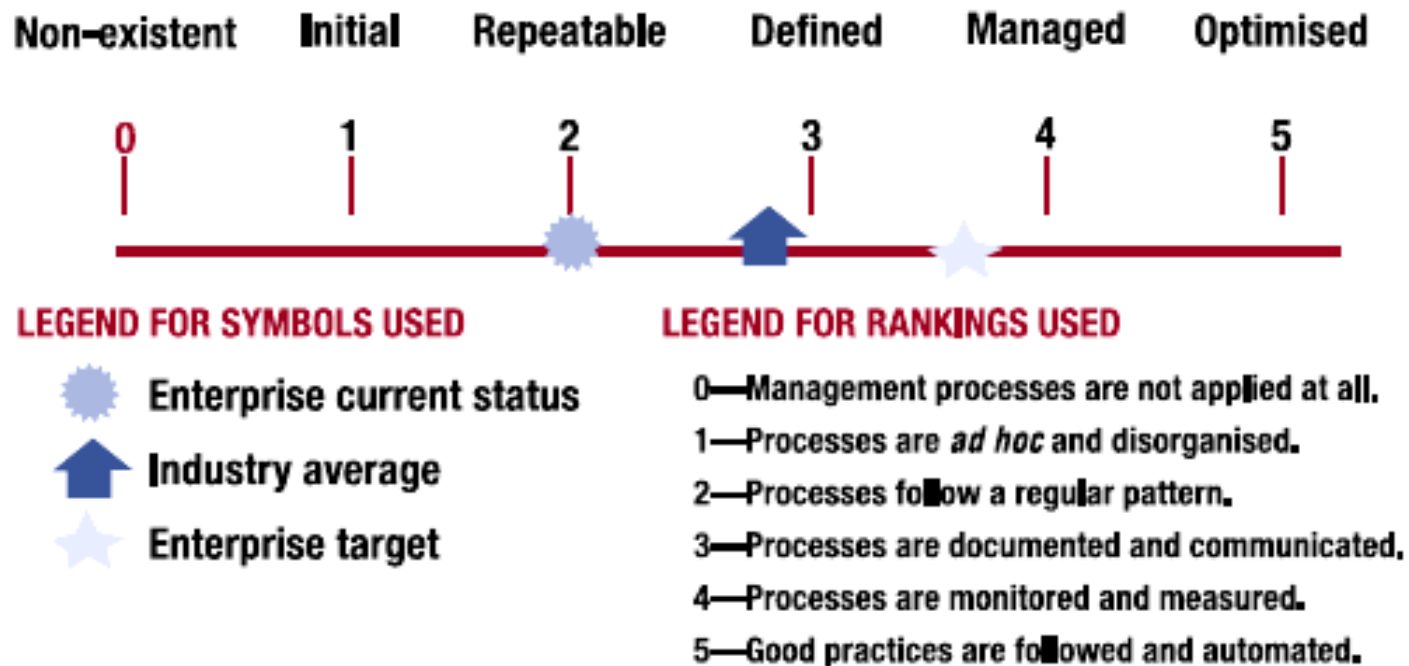 Non-existent Initial Repeatable Defined Managed Optimised
0 1 2 3 4 5
LEGEND FOR SYMBOLS USED
Enterprise current status
Industry average
Enterprise target
LEGEND FOR RANKINGS USED
0—Management processes are not applied at all.
1—Processes are ad hoc and disorganised.
2—Processes follow a regular pattern.
3—Processes are documented and communicated.
4—Processes are monitored and measured.
5—Good practices are followed and automated.